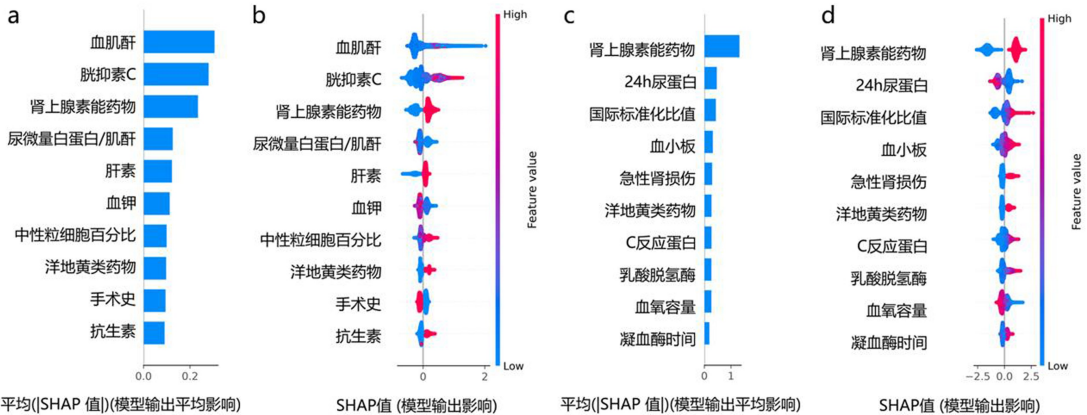 a
血肌酐
胱抑素C
肾上腺素能药物
尿微量白蛋白/肌酐
肝素
血钾
中性粒细胞百分比
洋地黄类药物
手术史
抗生素
0.0 0.2
平均(|SHAP 值|)(模型输出平均影响)
b
血肌酐
胱抑素C
肾上腺素能药物
尿微量白蛋白/肌酐
肝素
血钾
中性粒细胞百分比
洋地黄类药物
手术史
抗生素
0 2
SHAP值 (模型输出影响)
High
Feature value
Low
c
肾上腺素能药物
24h尿蛋白
国际标准化比值
血小板
急性肾损伤
洋地黄类药物
C反应蛋白
乳酸脱氢酶
血氧容量
凝血酶时间
0 1
平均(|SHAP 值|)(模型输出平均影响)
d
肾上腺素能药物
24h尿蛋白
国际标准化比值
血小板
急性肾损伤
洋地黄类药物
C反应蛋白
乳酸脱氢酶
血氧容量
凝血酶时间
−2.5 0.0 2.5
SHAP值 (模型输出影响)
High
Feature value
Low